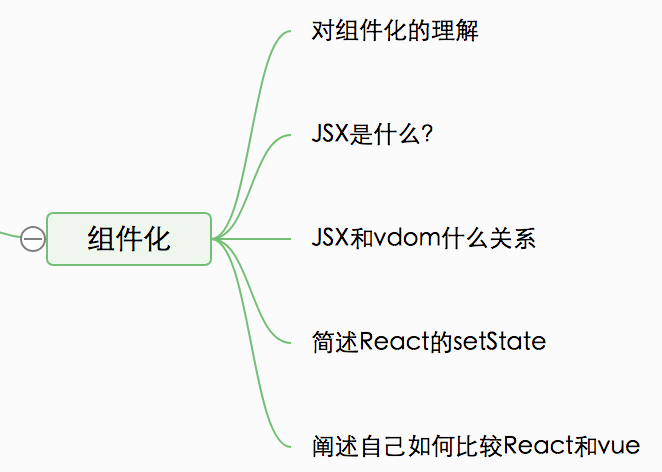 对组件化的理解
JSX是什么?
组件化
JSX和vdom什么关系
简述React的setState
阐述自己如何比较React和vue